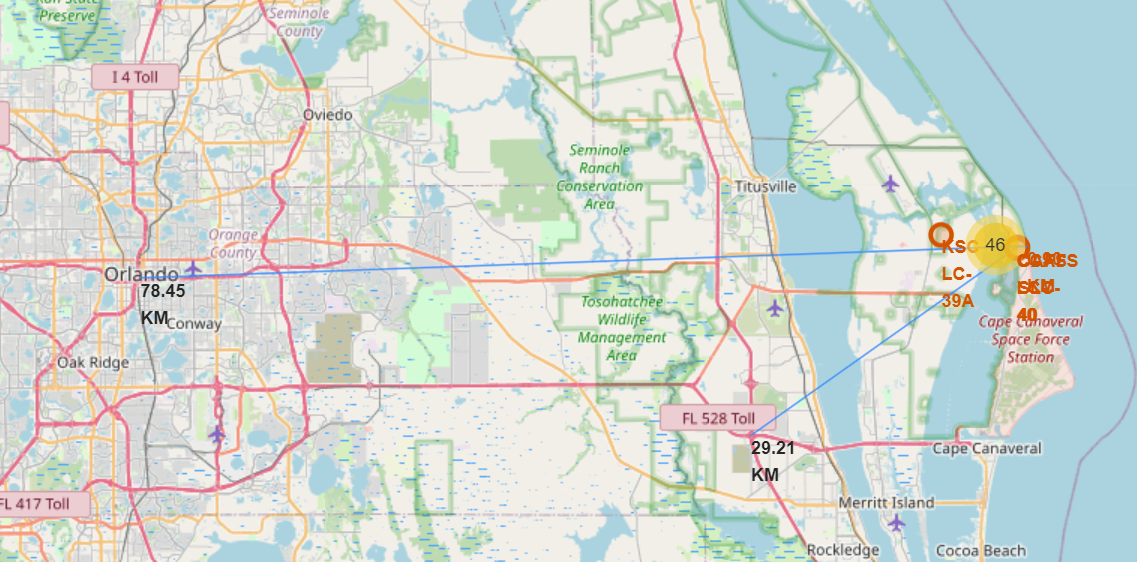 Preserve
Seminole
County
I 4 Toll
Oviedo
Seminole
Ranch
Conservation
Area
Titusville
Orange
County
KSC
LC-
39A
46
Orlando
78.45
KM
Conway
Tosohatchee
Wildlife
Management
Area
40
Cape Canaveral
Space Force
Station
Oak Ridge
FL 528 Toll
29.21
KM
Cape Canaveral
FL 417 Toll
Merritt Island
Rockledge
Cocoa Beach